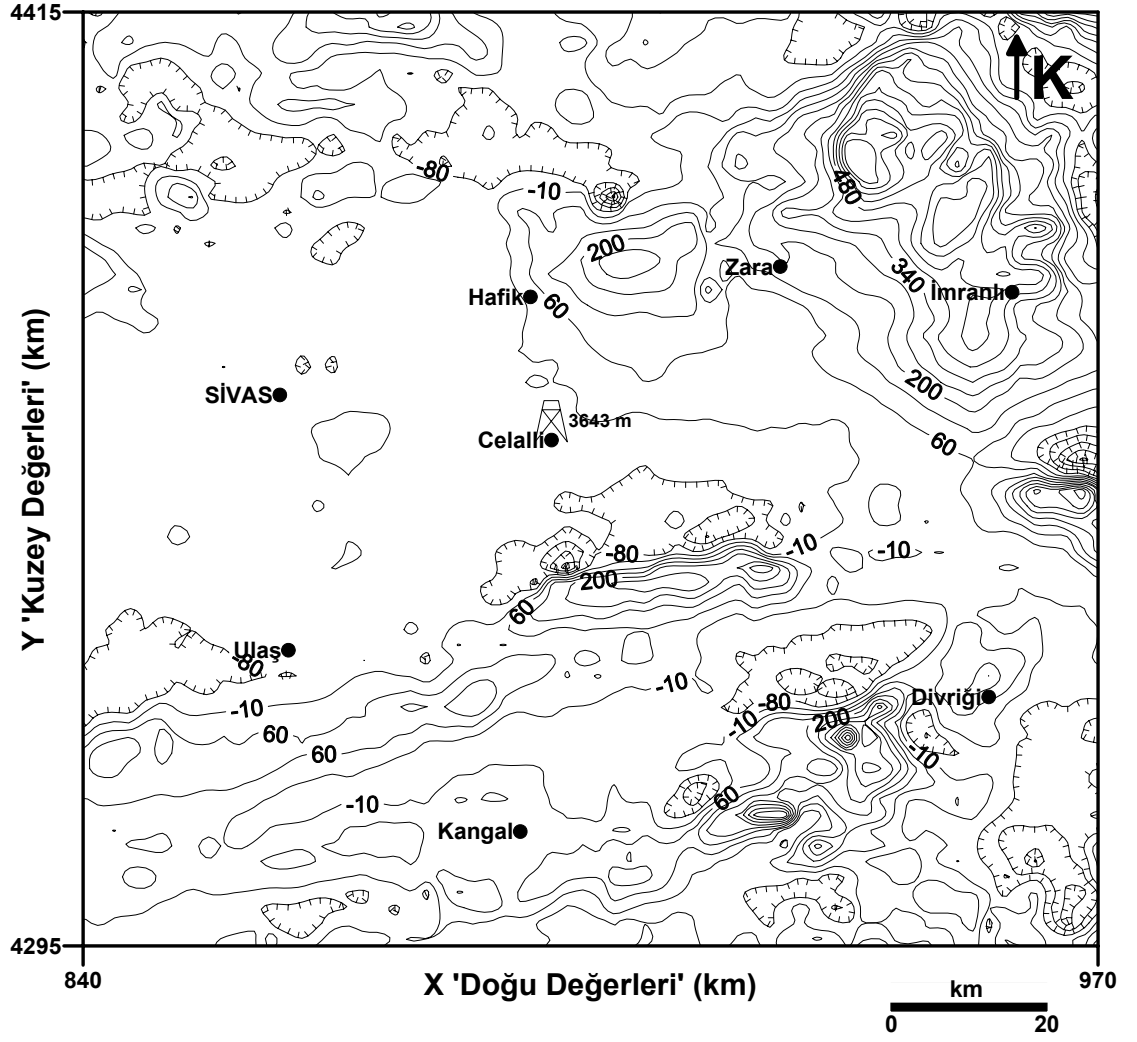 4415
K
-80
-10
480
200
Zara
340
İmranlı
Hafik
60
200
SİVAS
3643 m
Celalli
60
-10
-10
-80
200
60
Ulaş
-80
-10
Divriği
-80
-10
200
-10
60
-10
60
60
-10
Kangal
Y 'Kuzey Değerleri' (km)
4295
840
X 'Doğu Değerleri' (km)
970
km
0
20